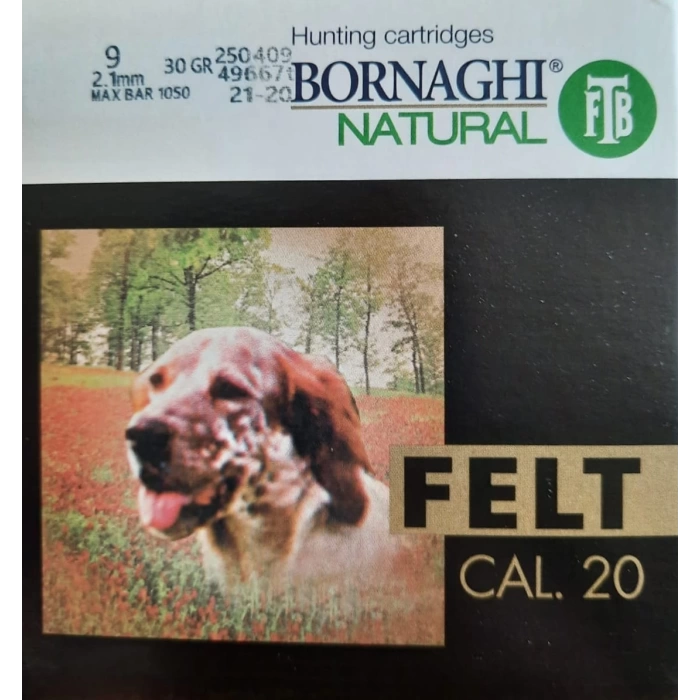 Hunting cartridges
9 30 GR 250409
2.1mm 49667
MAX BAR 1050 21-20
BORNAGHI®
NATURAL
FTB
FELT
CAL. 20